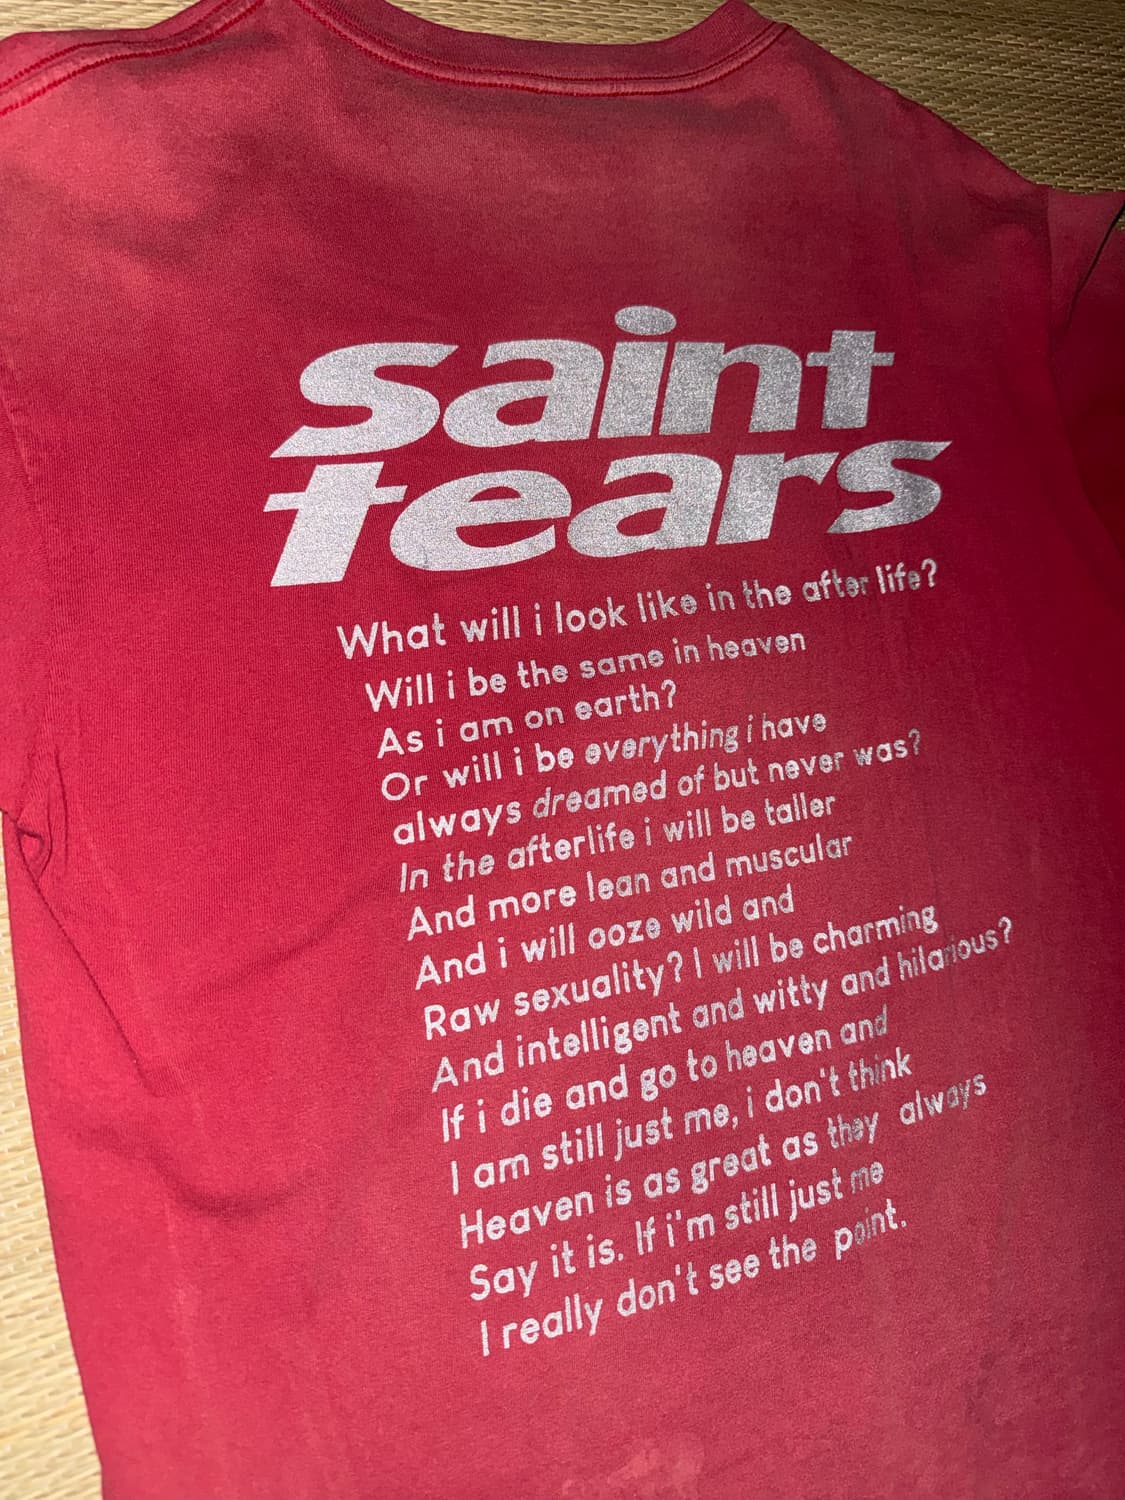 saint
tears
What will i look like in the after life?
Will i be the same in heaven
As i am on earth?
Or will i be everything i have
always dreamed of but never was?
In the afterlife i will be taller
And more lean and muscular
And i will ooze wild and
Raw sexuality? I will be charming
And intelligent and witty and hilarious?
If i die and go to heaven and
I am still just me, i don't think
Heaven is as great as they always
Say it is. If i'm still just me
I really don't see the point.